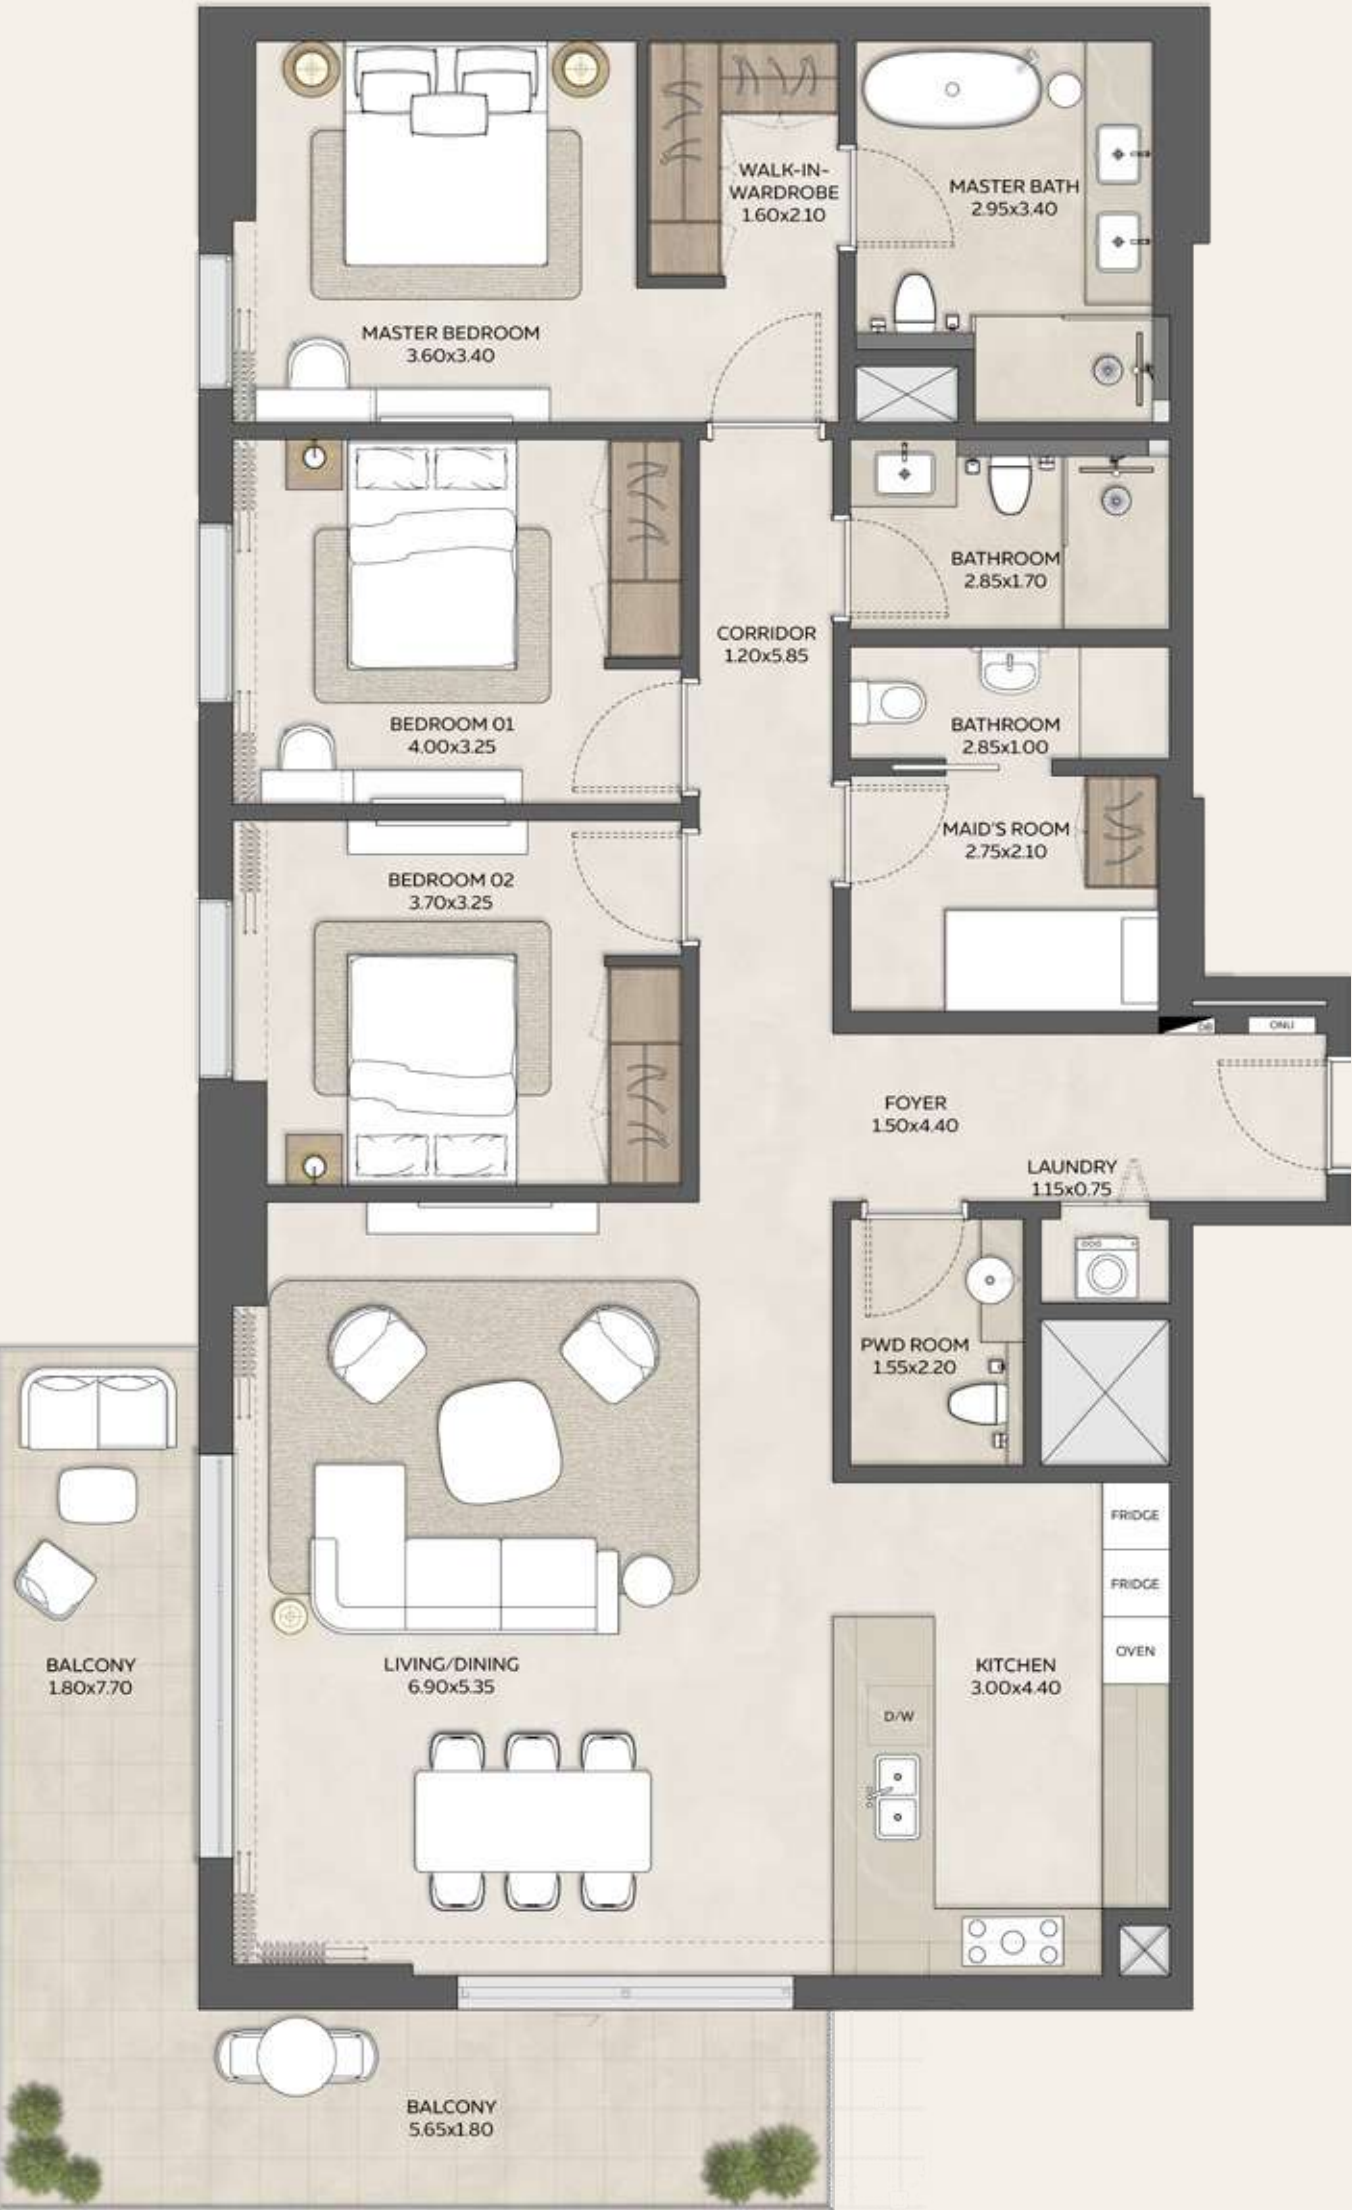 WALK-IN-
WARDROBE
1.60x2.10
MASTER BATH
2.95x3.40
MASTER BEDROOM
3.60x3.40
BATHROOM
2.85x1.70
CORRIDOR
1.20x5.85
BEDROOM 01
4.00x3.25
BATHROOM
2.85x1.00
MAID'S ROOM
2.75x2.10
BEDROOM 02
3.70x3.25
DB
ONU
FOYER
1.50x4.40
LAUNDRY
1.15x0.75
PWD ROOM
1.55x2.20
FRIDGE
FRIDGE
OVEN
BALCONY
1.80x7.70
LIVING/DINING
6.90x5.35
KITCHEN
3.00x4.40
D/W
BALCONY
5.65x1.80